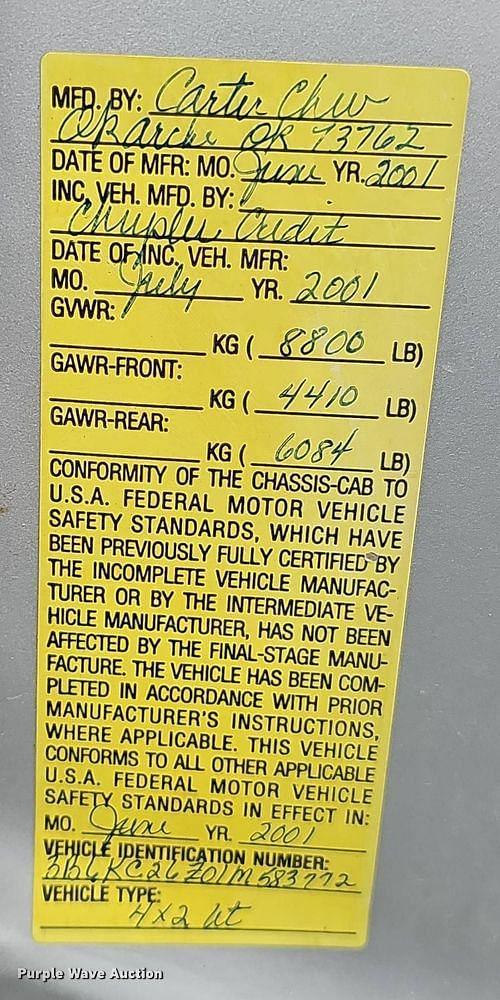 MFD. BY: Carter Chev
Okarche OK 73762
DATE OF MFR: MO. June YR. 2001
INC. VEH. MFD. BY:
Chrysler Credit
DATE OF INC. VEH. MFR:
MO. July YR. 2001
GVWR:
KG ( 8800 LB)
GAWR-FRONT:
KG ( 4410 LB)
GAWR-REAR:
KG ( 6084 LB)
CONFORMITY OF THE CHASSIS-CAB TO
U.S.A. FEDERAL MOTOR VEHICLE
SAFETY STANDARDS, WHICH HAVE
BEEN PREVIOUSLY FULLY CERTIFIED BY
THE INCOMPLETE VEHICLE MANUFAC-
TURER OR BY THE INTERMEDIATE VE-
HICLE MANUFACTURER, HAS NOT BEEN
AFFECTED BY THE FINAL-STAGE MANU-
FACTURE. THE VEHICLE HAS BEEN COM-
PLETED IN ACCORDANCE WITH PRIOR
MANUFACTURER'S INSTRUCTIONS,
WHERE APPLICABLE. THIS VEHICLE
CONFORMS TO ALL OTHER APPLICABLE
U.S.A. FEDERAL MOTOR VEHICLE
SAFETY STANDARDS IN EFFECT IN:
MO. June YR. 2001
VEHICLE IDENTIFICATION NUMBER:
3B6KC26Z01M583772
VEHICLE TYPE:
4x2 ut
Purple Wave Auction